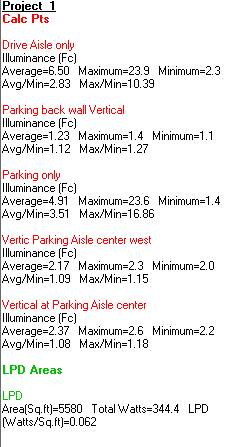 Project_1
Calc Pts
Drive Aisle only
Illuminance (Fc)
Average=6.50 Maximum=23.9 Minimum=2.3
Avg/Min=2.83 Max/Min=10.39
Parking back wall Vertical
Illuminance (Fc)
Average=1.23 Maximum=1.4 Minimum=1.1
Avg/Min=1.12 Max/Min=1.27
Parking only
Illuminance (Fc)
Average=4.91 Maximum=23.6 Minimum=1.4
Avg/Min=3.51 Max/Min=16.86
Vertic Parking Aisle center west
Illuminance (Fc)
Average=2.17 Maximum=2.3 Minimum=2.0
Avg/Min=1.09 Max/Min=1.15
Vertical at Parking Aisle center
Illuminance (Fc)
Average=2.37 Maximum=2.6 Minimum=2.2
Avg/Min=1.08 Max/Min=1.18
LPD Areas
LPD
Area(Sq.ft)=5580 Total Watts=344.4 LPD
(Watts/Sq.ft)=0.062